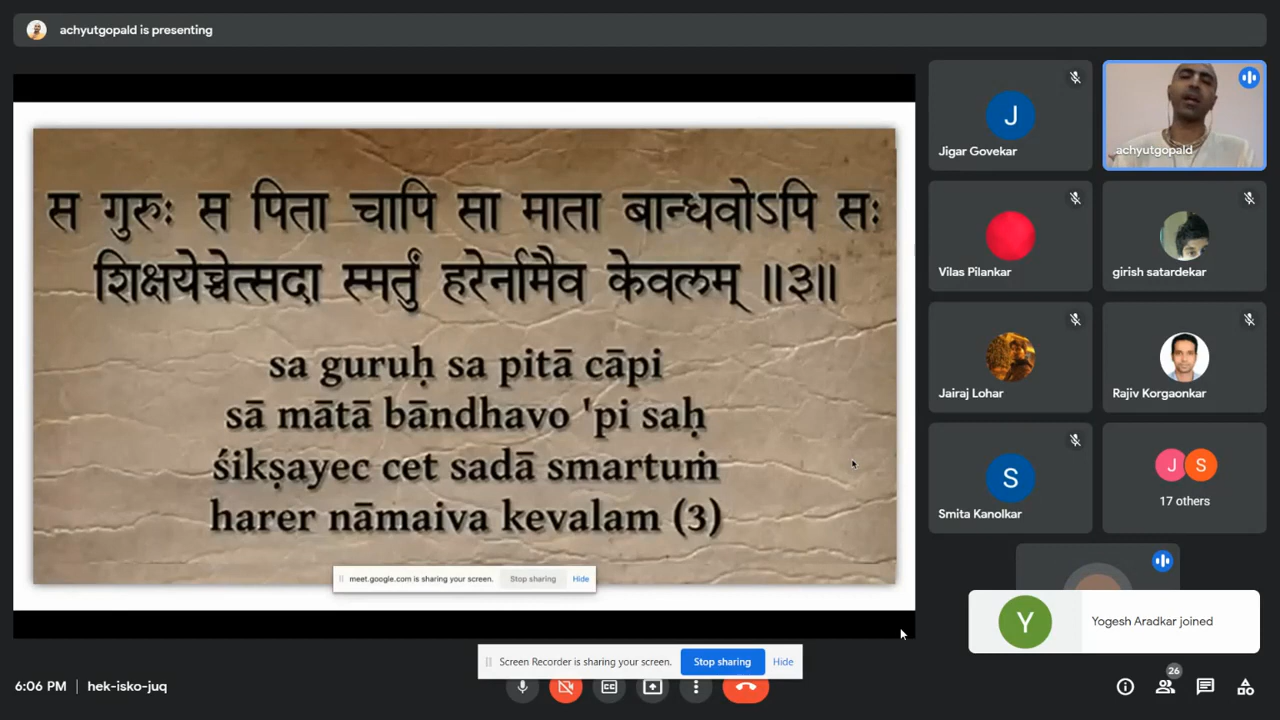 achyutgopald is presenting
स गुरुः स पिता चापि सा माता बान्धवोऽपि सः
शिक्षयेच्चेत्सदा स्मर्तुं हरेर्नामैव केवलम् ॥३॥
sa guruḥ sa pitā cāpi
sā mātā bāndhavo 'pi saḥ
śikṣayec cet sadā smartuṁ
harer nāmaiva kevalam (3)
meet.google.com is sharing your screen. Stop sharing Hide
J
Jigar Govekar
achyutgopald
Vilas Pilankar
girish satardekar
Jairaj Lohar
Rajiv Korgaonkar
S
Smita Kanolkar
J S
17 others
Y
Yogesh Aradkar joined
Screen Recorder is sharing your screen. Stop sharing Hide
6:06 PM | hek-isko-juq
CC
26